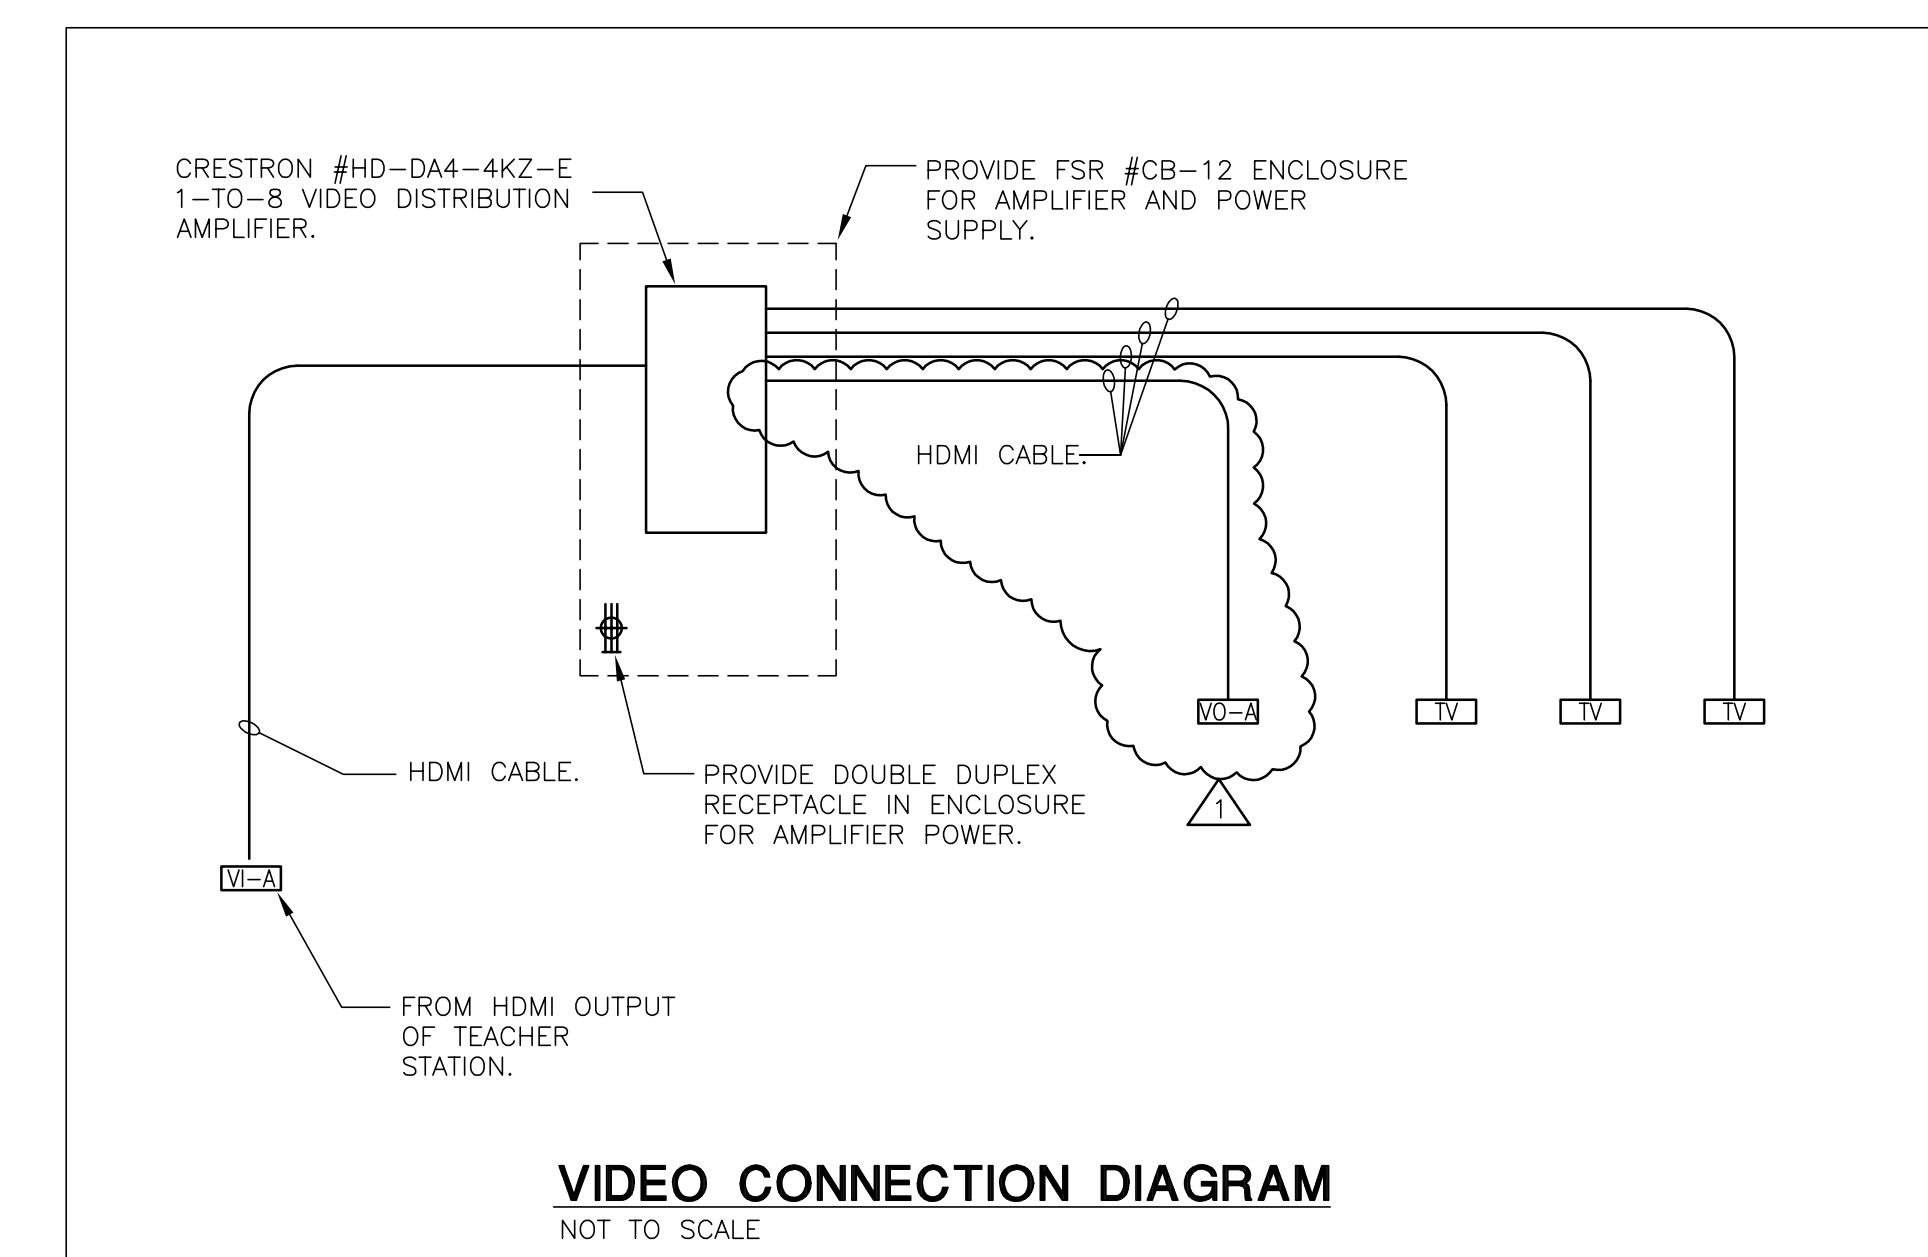 CRESTRON #HD-DA4-4KZ-E
1-TO-8 VIDEO DISTRIBUTION
AMPLIFIER.
PROVIDE FSR #CB-12 ENCLOSURE
FOR AMPLIFIER AND POWER
SUPPLY.
HDMI CABLE.
VO-A
TV
TV
TV
HDMI CABLE.
PROVIDE DOUBLE DUPLEX
RECEPTACLE IN ENCLOSURE
FOR AMPLIFIER POWER.
1
VI-A
FROM HDMI OUTPUT
OF TEACHER
STATION.
VIDEO CONNECTION DIAGRAM
NOT TO SCALE